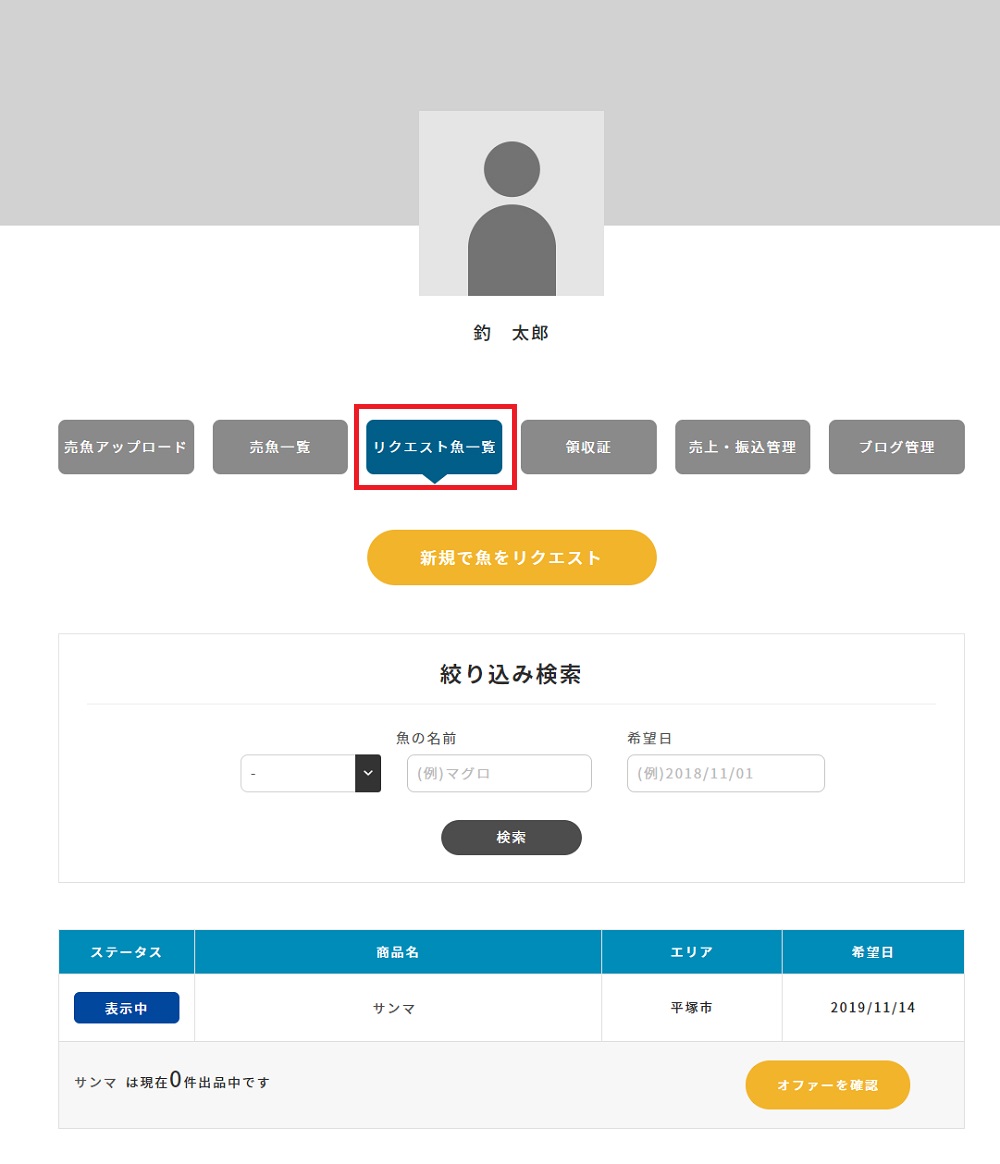 釣　太郎
売魚アップロード
売魚一覧
リクエスト魚一覧
領収証
売上・振込管理
ブログ管理
新規で魚をリクエスト
絞り込み検索
魚の名前
希望日
-
(例)マグロ
(例)2018/11/01
検索
ステータス
商品名
エリア
希望日
表示中
サンマ
平塚市
2019/11/14
サンマ は現在0件出品中です
オファーを確認